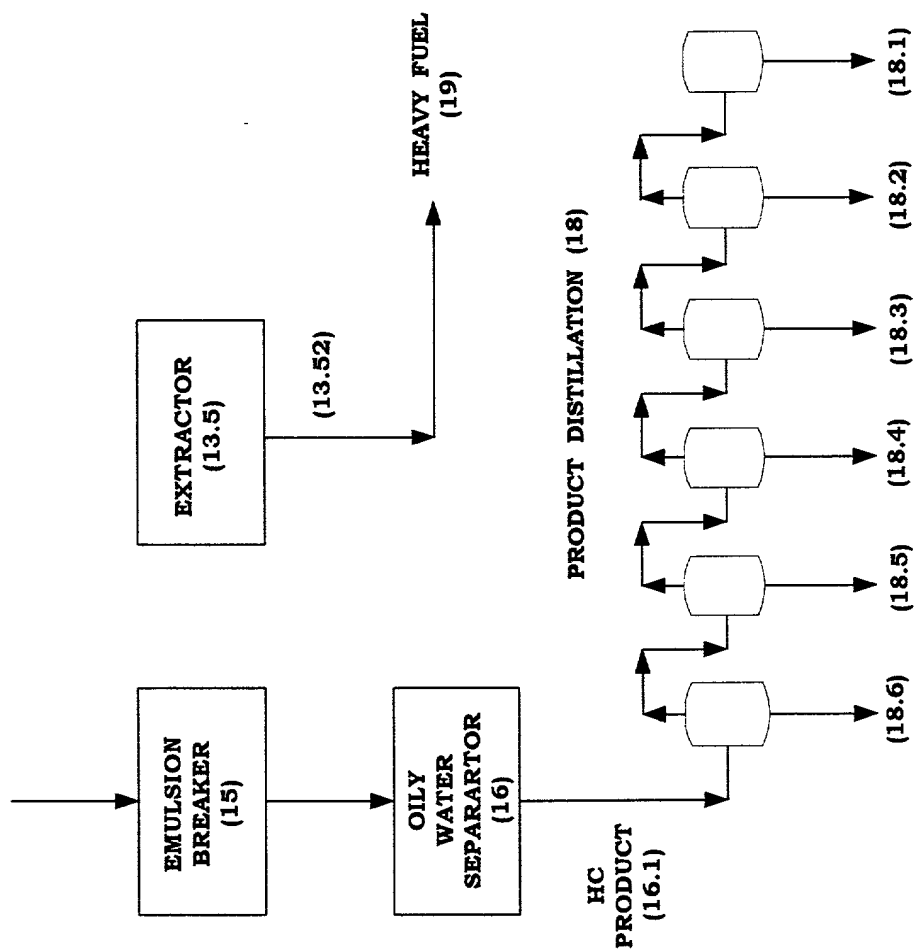 EMULSION
BREAKER
(15)
OILY
WATER
SEPARARTOR
(16)
HC
PRODUCT
(16.1)
EXTRACTOR
(13.5)
(13.52)
HEAVY FUEL
(19)
PRODUCT DISTILLATION (18)
(18.6)
(18.5)
(18.4)
(18.3)
(18.2)
(18.1)